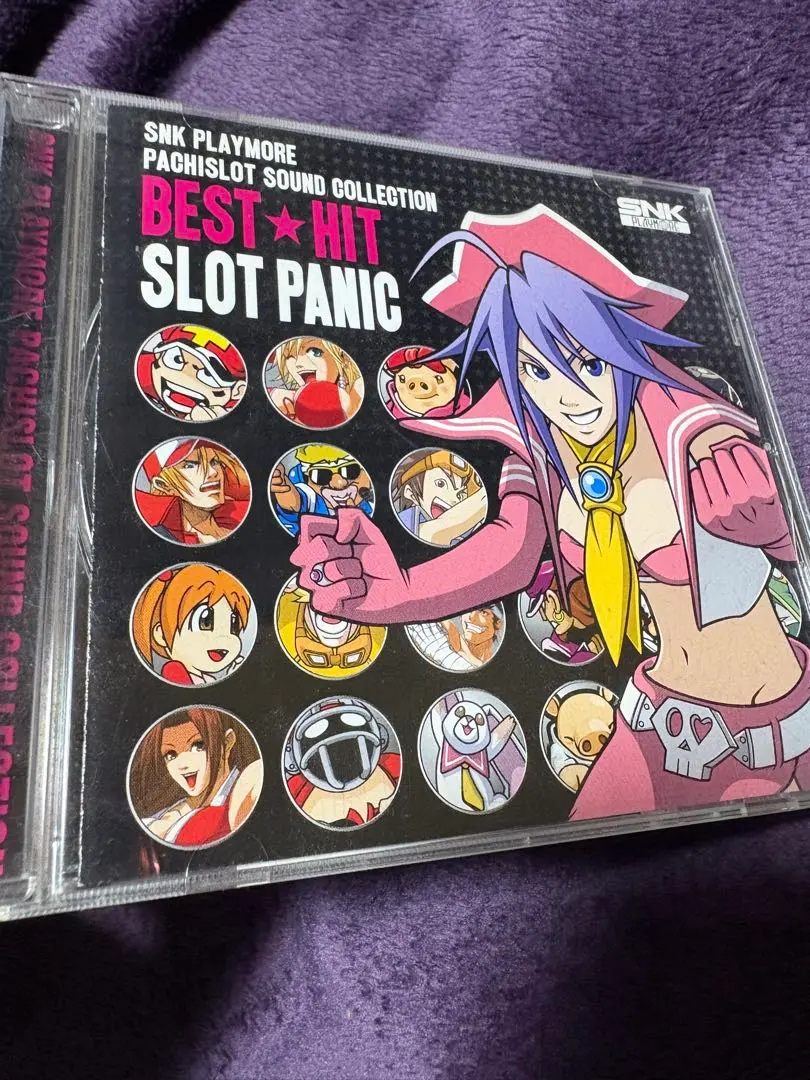 SNK PLAYMORE
PACHISLOT SOUND COLLECTION
BEST★HIT
SLOT PANIC
SNK
PLAYMORE
SNK PLAYMORE PACHISLOT SOUND COLLECTION